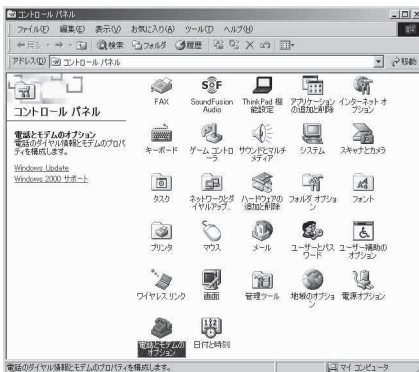 コントロール パネル
ファイル(F) 編集(E) 表示(V) お気に入り(A) ツール(T) ヘルプ(H)
戻る 検索 フォルダ 履歴
アドレス(D) コントロール パネル 移動
コントロール パネル
電話とモデムのオプション
電話のダイヤル情報とモデムのプロパティを構成します。
Windows Update
Windows 2000 サポート
FAX
SoundFusion Audio
ThinkPad 機能設定
アプリケーションの追加と削除
インターネット オプション
キーボード
ゲーム コントローラ
サウンドとマルチメディア
システム
スキャナとカメラ
タスク
ネットワークとダイヤルアップ...
ハードウェアの追加と削除
フォルダ オプション
フォント
プリンタ
マウス
メール
ユーザーとパスワード
ユーザー補助のオプション
ワイヤレス リンク
画面
管理ツール
地域のオプション
電源オプション
電話とモデムのオプション
日付と時刻
電話のダイヤル情報とモデムのプロパティを構成します。 マイ コンピュータ